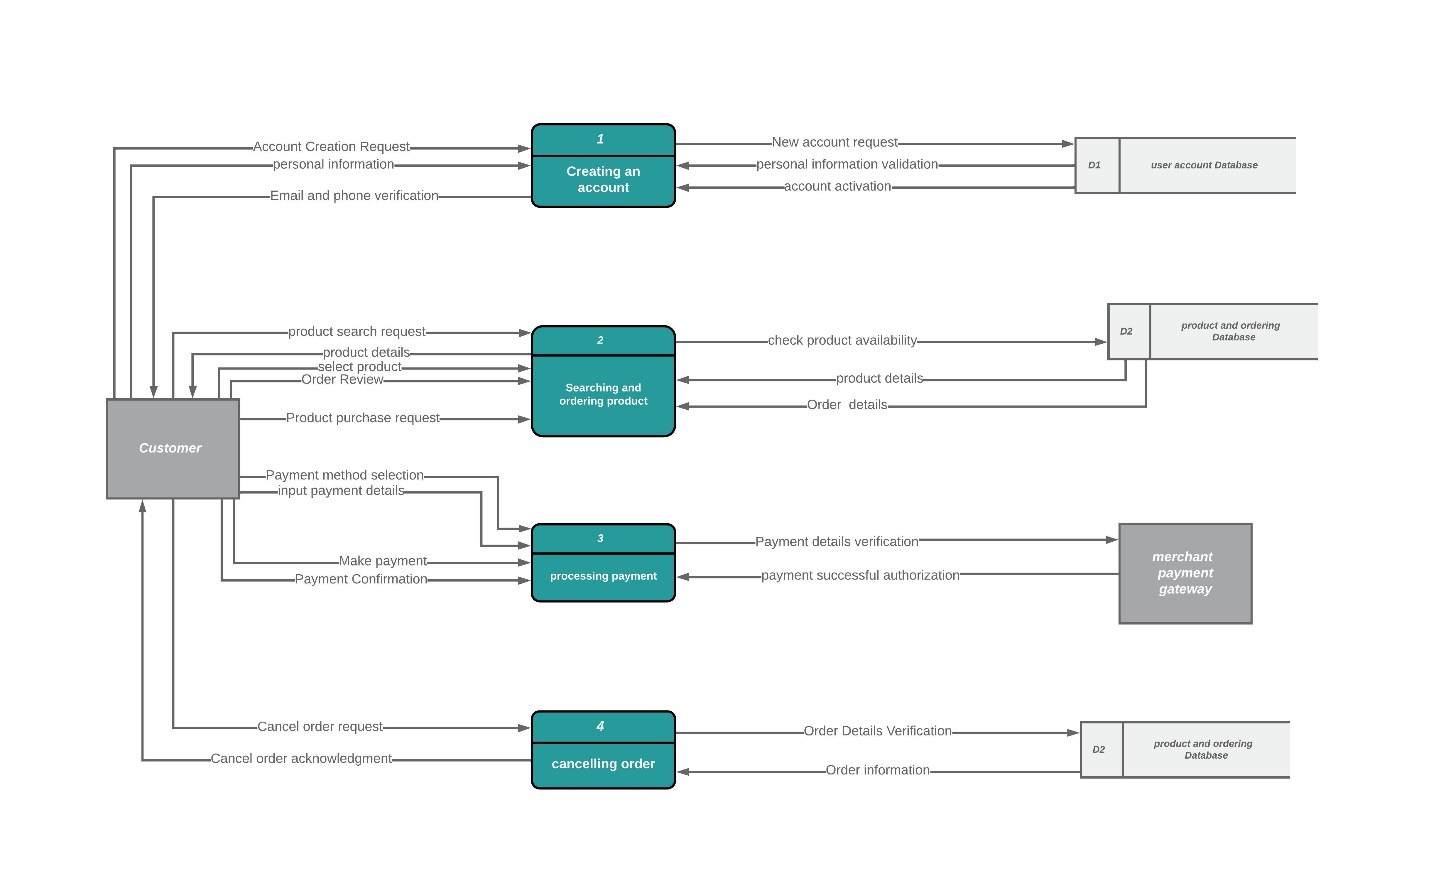 1
Creating an
account
Account Creation Request
personal information
Email and phone verification
New account request
personal information validation
account activation
D1
user account Database
product search request
product details
select product
Order Review
Product purchase request
2
Searching and
ordering product
check product availability
product details
Order details
D2
product and ordering
Database
Customer
Payment method selection
input payment details
Make payment
Payment Confirmation
3
processing payment
Payment details verification
payment successful authorization
merchant
payment
gateway
Cancel order request
Cancel order acknowledgment
4
cancelling order
Order Details Verification
Order information
D2
product and ordering
Database